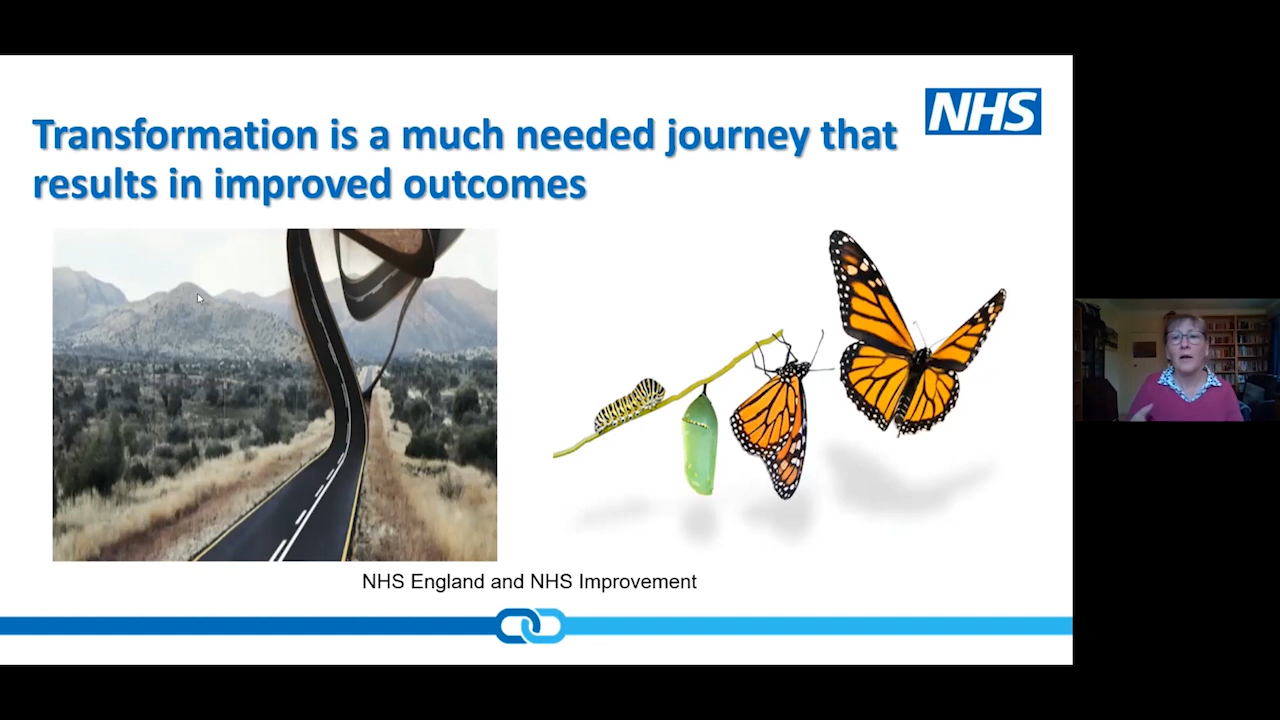 NHS
Transformation is a much needed journey that
results in improved outcomes
NHS England and NHS Improvement